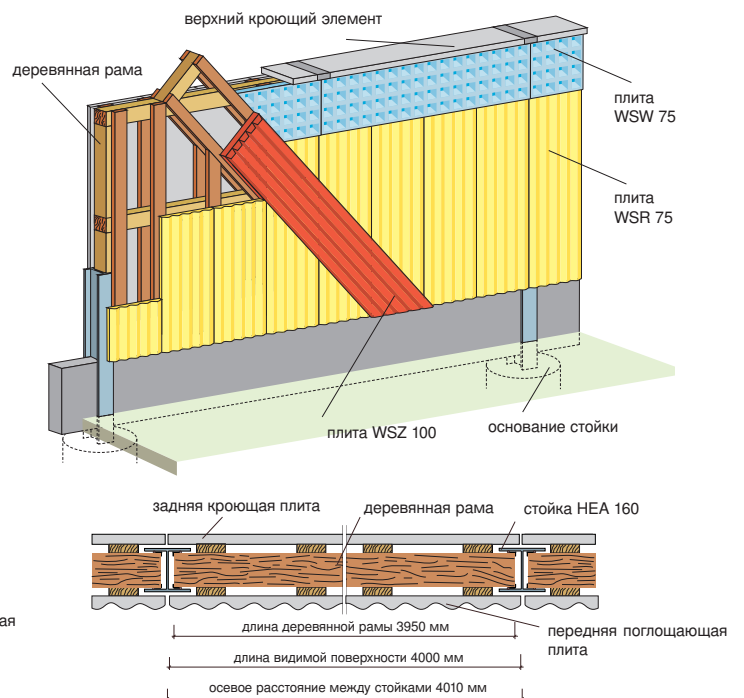 верхний кроющий элемент
деревянная рама
плита
WSW 75
плита
WSR 75
плита WSZ 100
основание стойки
задняя кроющая плита
деревянная рама
стойка HEA 160
ая
длина деревянной рамы 3950 мм
передняя поглощающая
плита
длина видимой поверхности 4000 мм
осевое расстояние между стойками 4010 мм